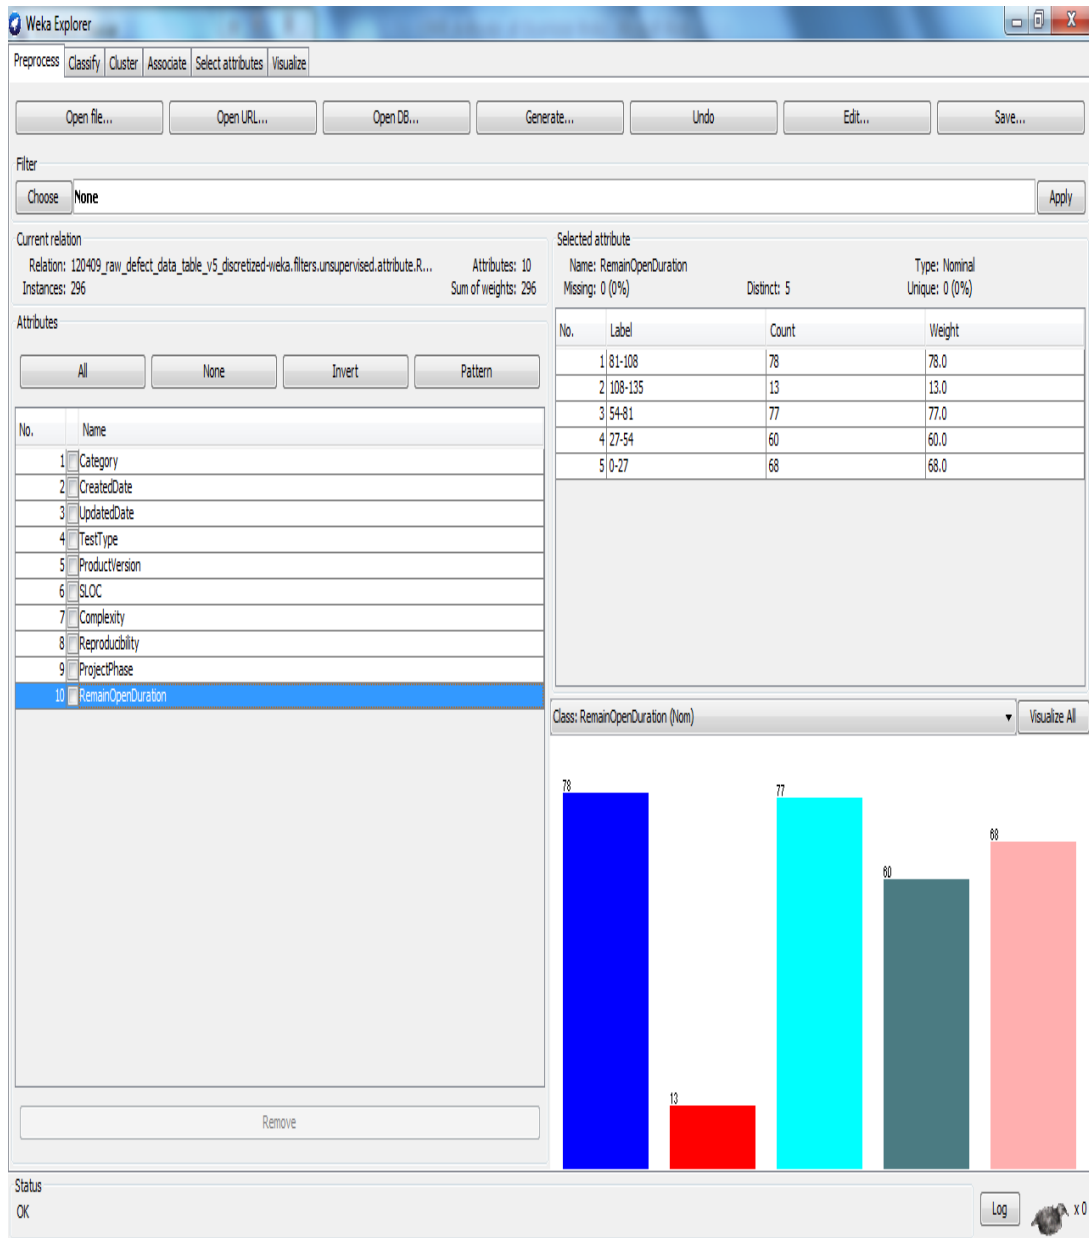 Weka Explorer
Preprocess Classify Cluster Associate Select attributes Visualize
Open file... Open URL... Open DB... Generate... Undo Edit... Save...
Filter
Choose None Apply
Current relation
Relation: 120409_raw_defect_data_table_v5_discretized-weka.filters.unsupervised.attribute.R... Attributes: 10
Instances: 296 Sum of weights: 296
Selected attribute
Name: RemainOpenDuration Type: Nominal
Missing: 0 (0%) Distinct: 5 Unique: 0 (0%)
No. Label Count Weight
1 81-108 78 78.0
2 108-135 13 13.0
3 54-81 77 77.0
4 27-54 60 60.0
5 0-27 68 68.0
Attributes
All None Invert Pattern
No. Name
1 Category
2 CreatedDate
3 UpdatedDate
4 TestType
5 ProductVersion
6 SLOC
7 Complexity
8 Reproducibility
9 ProjectPhase
10 RemainOpenDuration
Remove
Class: RemainOpenDuration (Nom) Visualize All
78
13
77
60
68
Status
OK
Log x 0